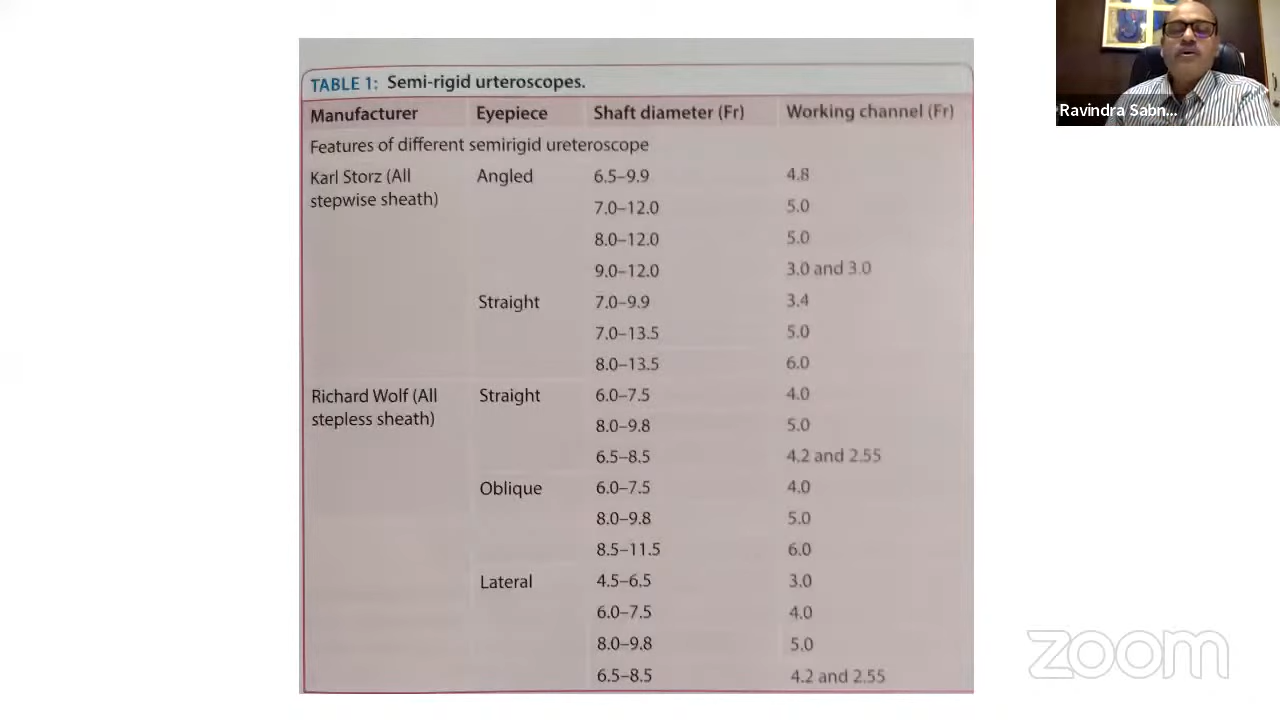 TABLE 1: Semi-rigid urteroscopes.
Manufacturer Eyepiece Shaft diameter (Fr) Working channel (Fr)
Features of different semirigid ureteroscope
Karl Storz (All Angled 6.5–9.9 4.8
stepwise sheath)
7.0–12.0 5.0
8.0–12.0 5.0
9.0–12.0 3.0 and 3.0
Straight 7.0–9.9 3.4
7.0–13.5 5.0
8.0–13.5 6.0
Richard Wolf (All Straight 6.0–7.5 4.0
stepless sheath)
8.0–9.8 5.0
6.5–8.5 4.2 and 2.55
Oblique 6.0–7.5 4.0
8.0–9.8 5.0
8.5–11.5 6.0
Lateral 4.5–6.5 3.0
6.0–7.5 4.0
8.0–9.8 5.0
6.5–8.5 4.2 and 2.55
Ravindra Sabn...
zoom